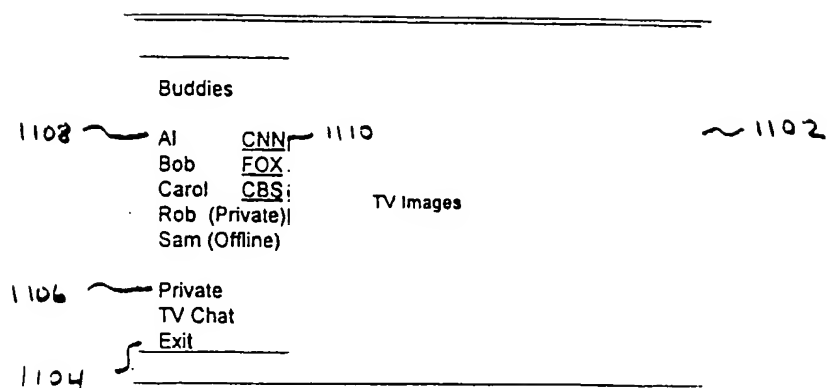 Buddies
1108 Al CNN 1110 1102
Bob FOX
Carol CBS
TV Images
Rob (Private)
Sam (Offline)
1106 Private
TV Chat
Exit
1104